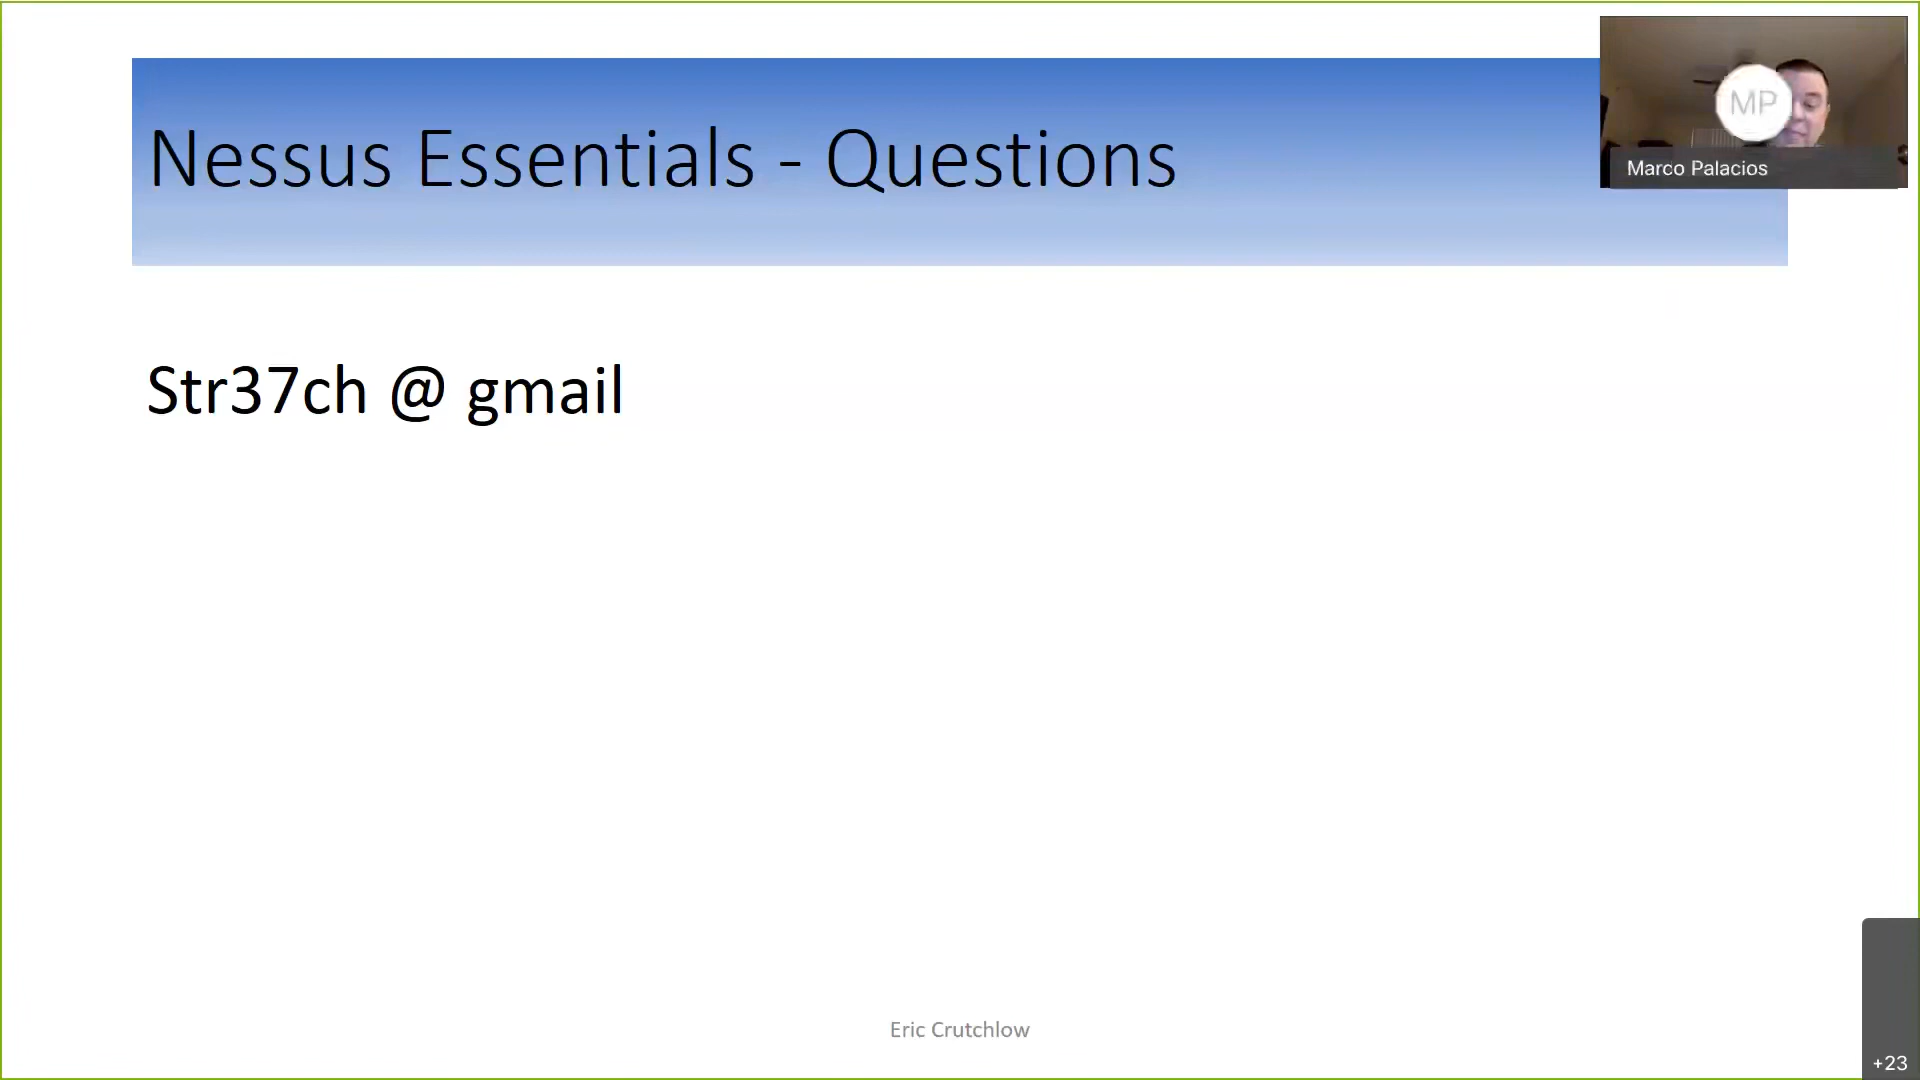 Nessus Essentials - Questions
MP
Marco Palacios
Str37ch @ gmail
Eric Crutchlow
+23